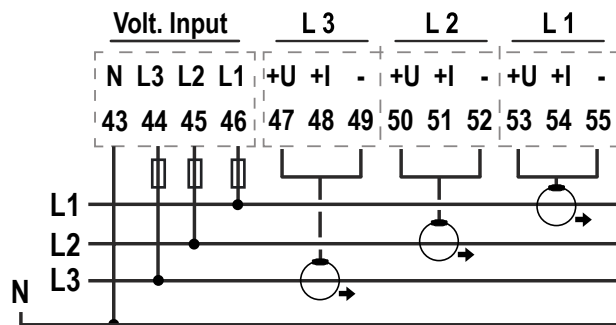 Volt. Input L 3 L 2 L 1
N L3 L2 L1 +U +I - +U +I - +U +I -
43 44 45 46 47 48 49 50 51 52 53 54 55
L1
L2
L3
N